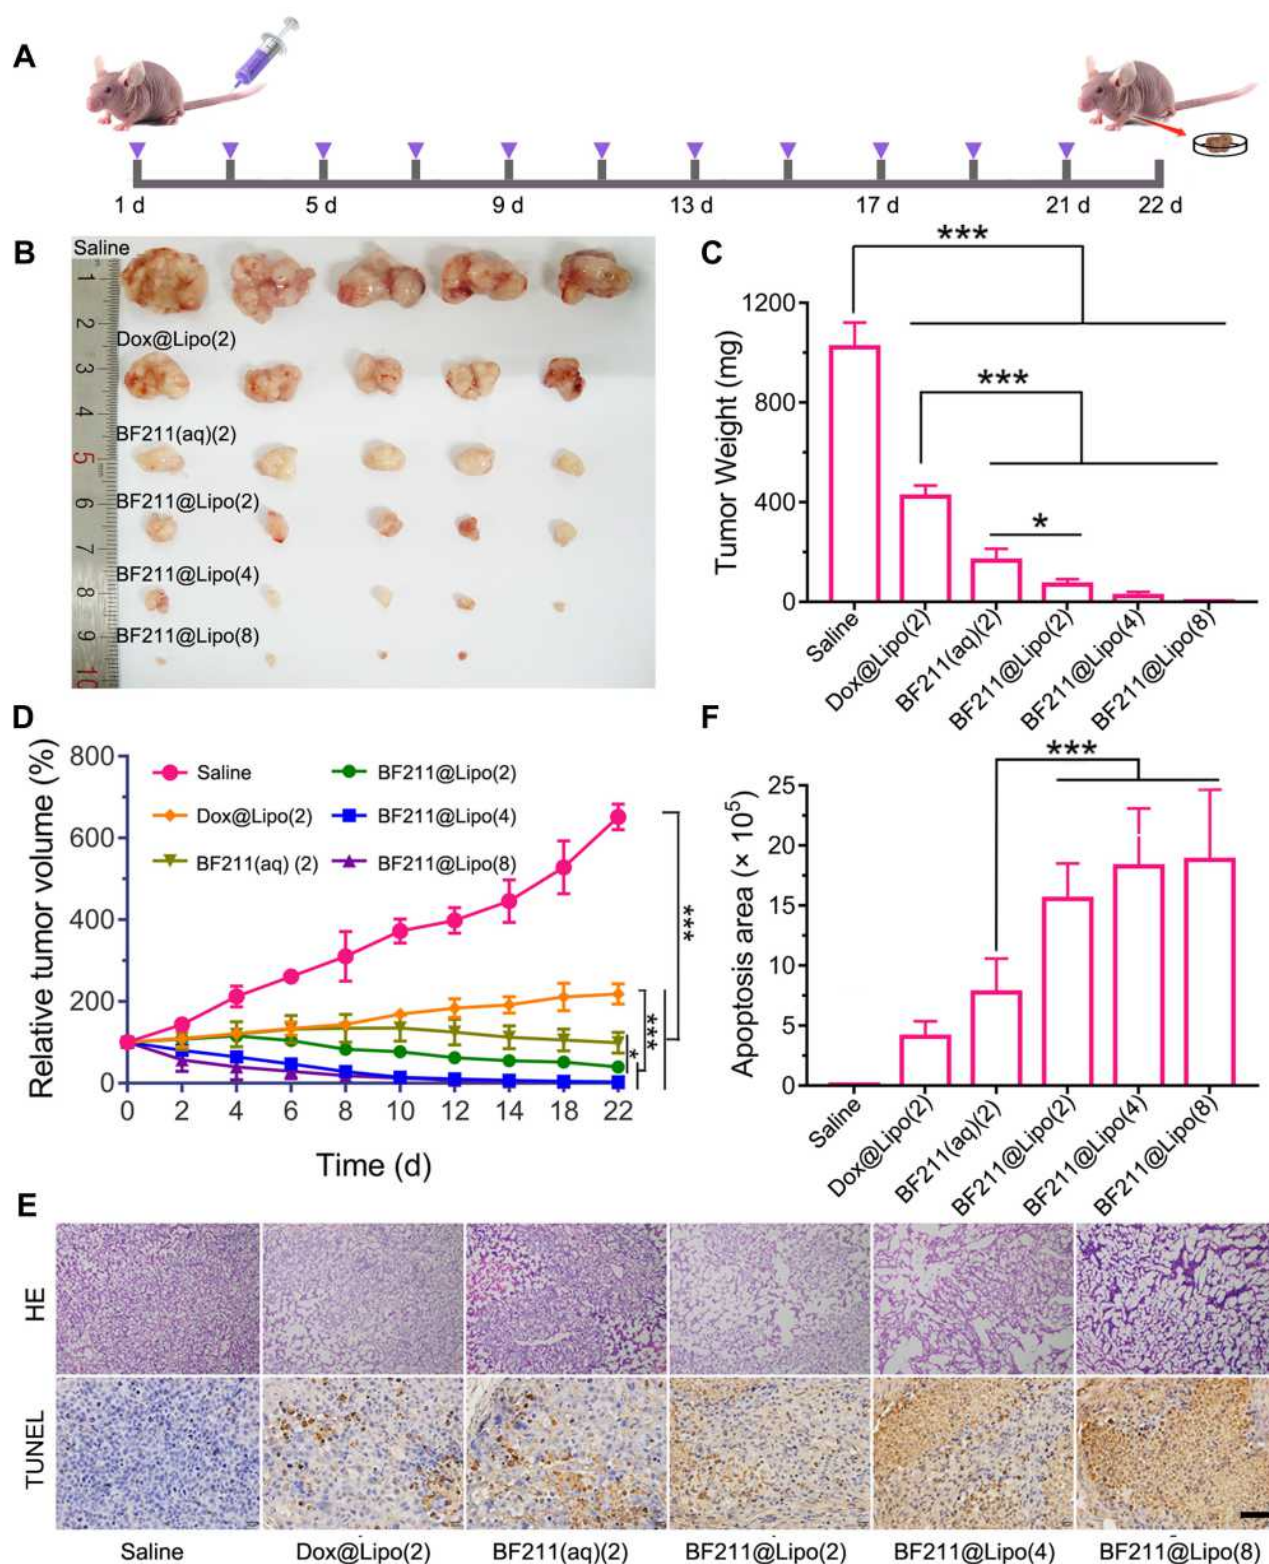 A
1 d 5 d 9 d 13 d 17 d 21 d 22 d
B
Saline
Dox@Lipo(2)
BF211(aq)(2)
BF211@Lipo(2)
BF211@Lipo(4)
BF211@Lipo(8)
1
2
3
4
5
6
7
8
9
10
C
Tumor Weight (mg)
1200
800
400
0
***
***
*
Saline
Dox@Lipo(2)
BF211(aq)(2)
BF211@Lipo(2)
BF211@Lipo(4)
BF211@Lipo(8)
D
Relative tumor volume (%)
800
600
400
200
0
Saline
Dox@Lipo(2)
BF211(aq) (2)
BF211@Lipo(2)
BF211@Lipo(4)
BF211@Lipo(8)
***
***
*
0 2 4 6 8 10 12 14 18 22
Time (d)
F
Apoptosis area (× 10⁵)
25
20
15
10
5
0
***
Saline
Dox@Lipo(2)
BF211(aq)(2)
BF211@Lipo(2)
BF211@Lipo(4)
BF211@Lipo(8)
E
HE
TUNEL
Saline Dox@Lipo(2) BF211(aq)(2) BF211@Lipo(2) BF211@Lipo(4) BF211@Lipo(8)